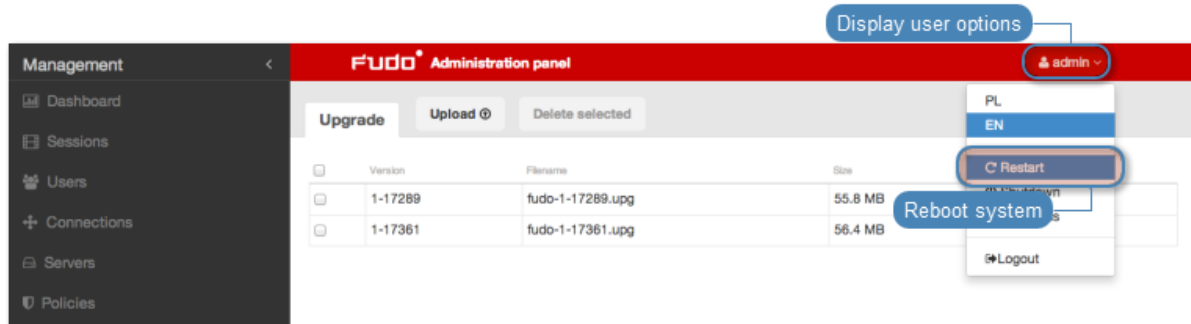 Display user options
Management
FUDO Administration panel
admin
Dashboard
Sessions
Users
Connections
Servers
Policies
Upgrade
Upload
Delete selected
Version Filename Size
1-17289 fudo-1-17289.upg 55.8 MB
1-17361 fudo-1-17361.upg 56.4 MB
PL
EN
Restart
Reboot system
Logout